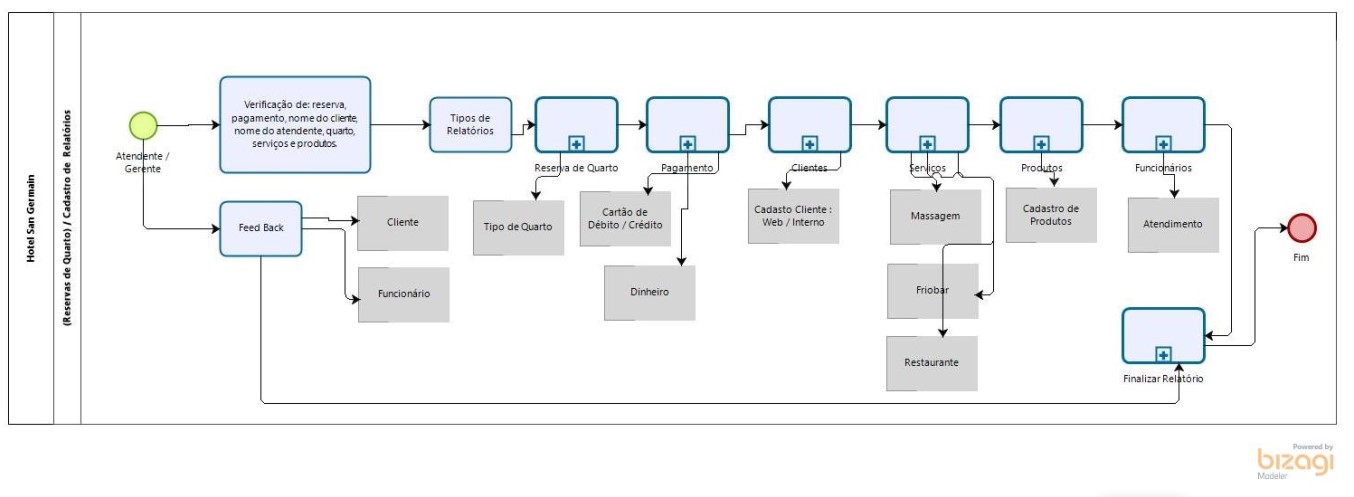 Hotel San Germain
(Reservas de Quarto) / Cadastro de Relatórios
Atendente /
Gerente
Verificação de: reserva,
pagamento, nome do cliente,
nome do atendente, quarto,
serviços e produtos.
Tipos de
Relatórios
Reserva de Quarto
Pagamento
Clientes
Serviços
Produtos
Funcionários
Feed Back
Cliente
Funcionário
Tipo de Quarto
Cartão de
Débito / Crédito
Dinheiro
Cadasto Cliente :
Web / Interno
Massagem
Friobar
Restaurante
Cadastro de
Produtos
Atendimento
Fim
Finalizar Relatório
Powered by
bizagi
Modeler